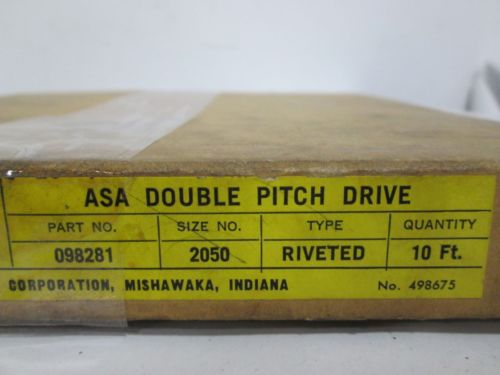 ASA DOUBLE PITCH DRIVE
PART NO. SIZE NO. TYPE QUANTITY
098281 2050 RIVETED 10 Ft.
CORPORATION, MISHAWAKA, INDIANA No. 498675